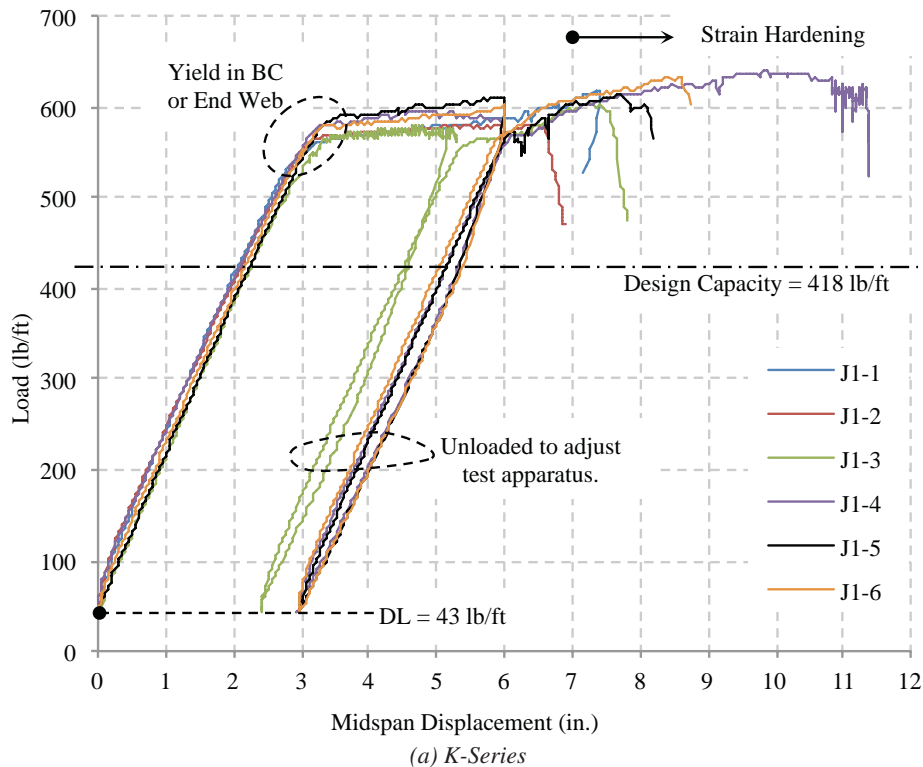 700
600
500
400
300
200
100
0
Load (lb/ft)
Strain Hardening
Yield in BC
or End Web
Design Capacity = 418 lb/ft
J1-1
J1-2
J1-3
J1-4
J1-5
J1-6
Unloaded to adjust
test apparatus.
DL = 43 lb/ft
0 1 2 3 4 5 6 7 8 9 10 11 12
Midspan Displacement (in.)
(a) K-Series